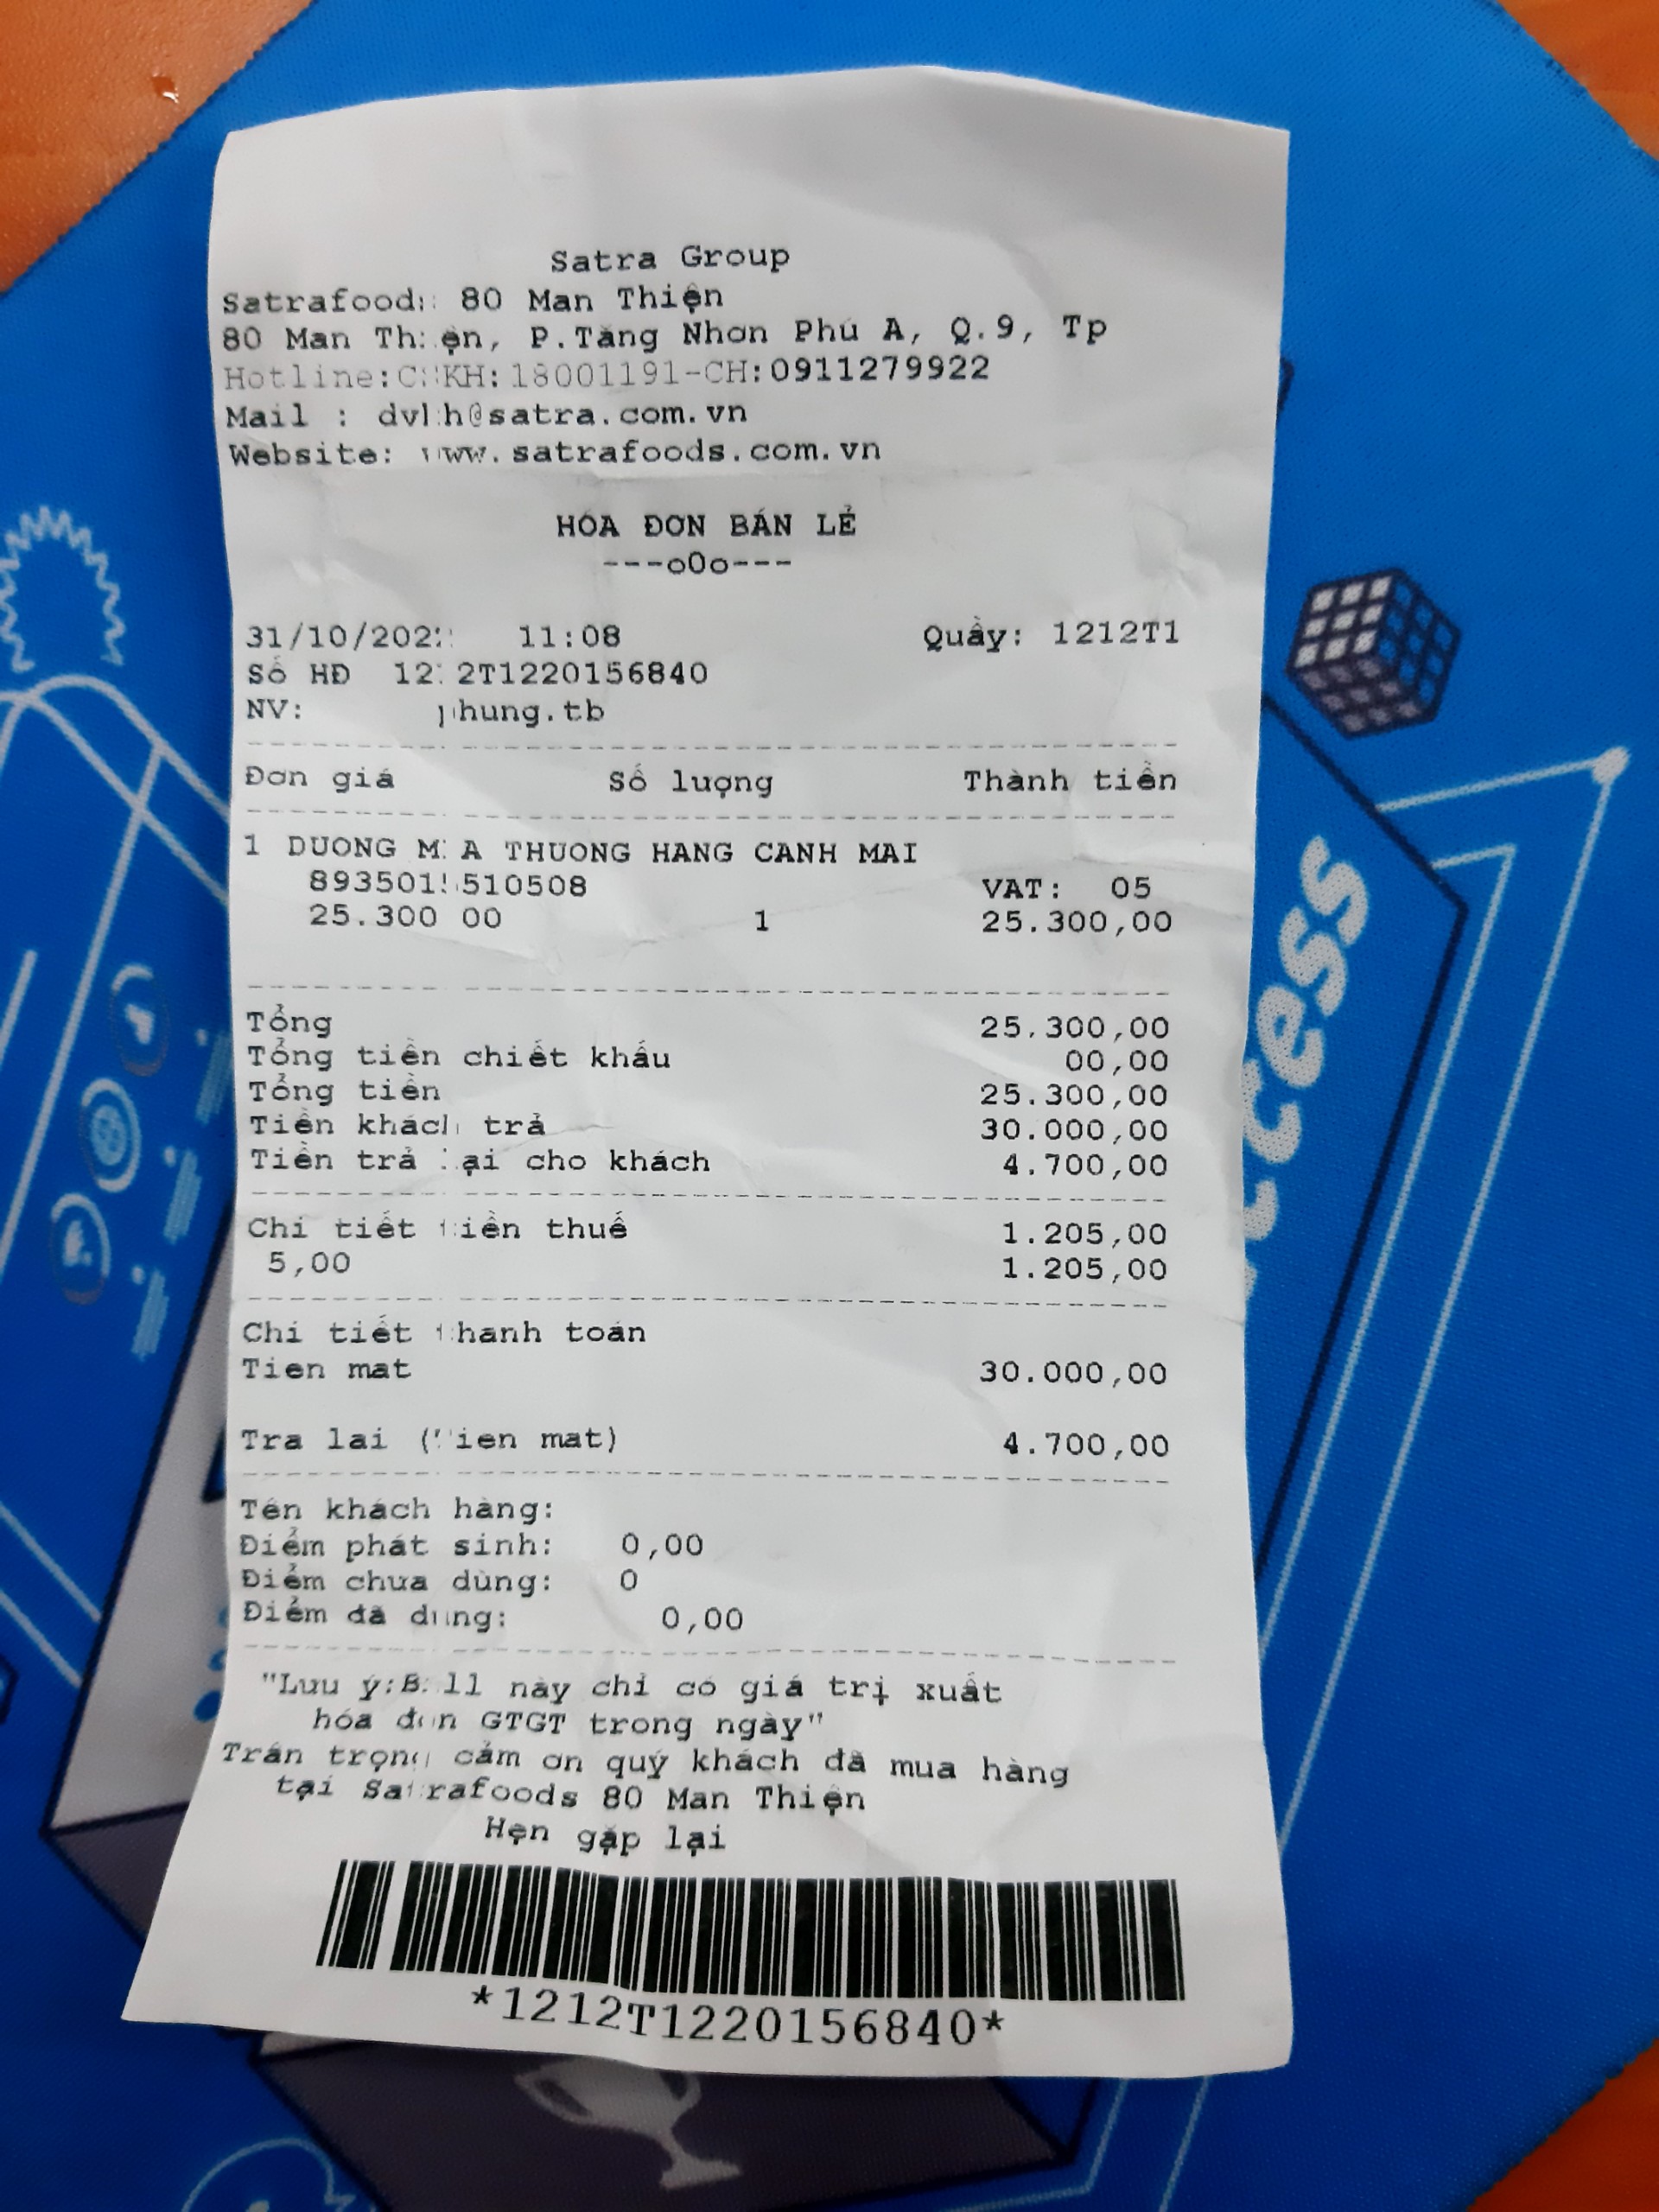 Satra Group
Satrafoods 80 Man Thiện
80 Man Thiện, P.Tăng Nhơn Phú A, Q.9, Tp
Hotline:CSKH:18001191-CH:0911279922
Mail : dvkh@satra.com.vn
Website: www.satrafoods.com.vn
HÓA ĐƠN BÁN LẺ
---oOo---
11:08 Quầy: 1212T1
31/10/2022
Số HĐ 1212T1220156840
NV: phung.tb
Đơn giá Số lượng Thành tiền
1 DUONG MIA THUONG HANG CANH MAI
VAT: 05
25.300,00 1 25.300,00
Tổng 25.300,00
Tổng tiền chiết khấu 00,00
Tổng tiền 25.300,00
Tiền khách trả 30.000,00
Tiền trả lại cho khách 4.700,00
Chi tiết tiền thuế 1.205,00
5,00 1.205,00
Chi tiết thanh toán
Tien mat 30.000,00
Tra lai (Tien mat) 4.700,00
Tên khách hàng:
Điểm phát sinh: 0,00
Điểm chưa dùng: 0
Điểm đã dùng: 0,00
"Lưu ý:Bill này chỉ có giá trị xuất
hóa đơn GTGT trong ngày"
Trân trọng cảm ơn quý khách đã mua hàng
tại Satrafoods 80 Man Thiện
Hẹn gặp lại
*1212T1220156840*